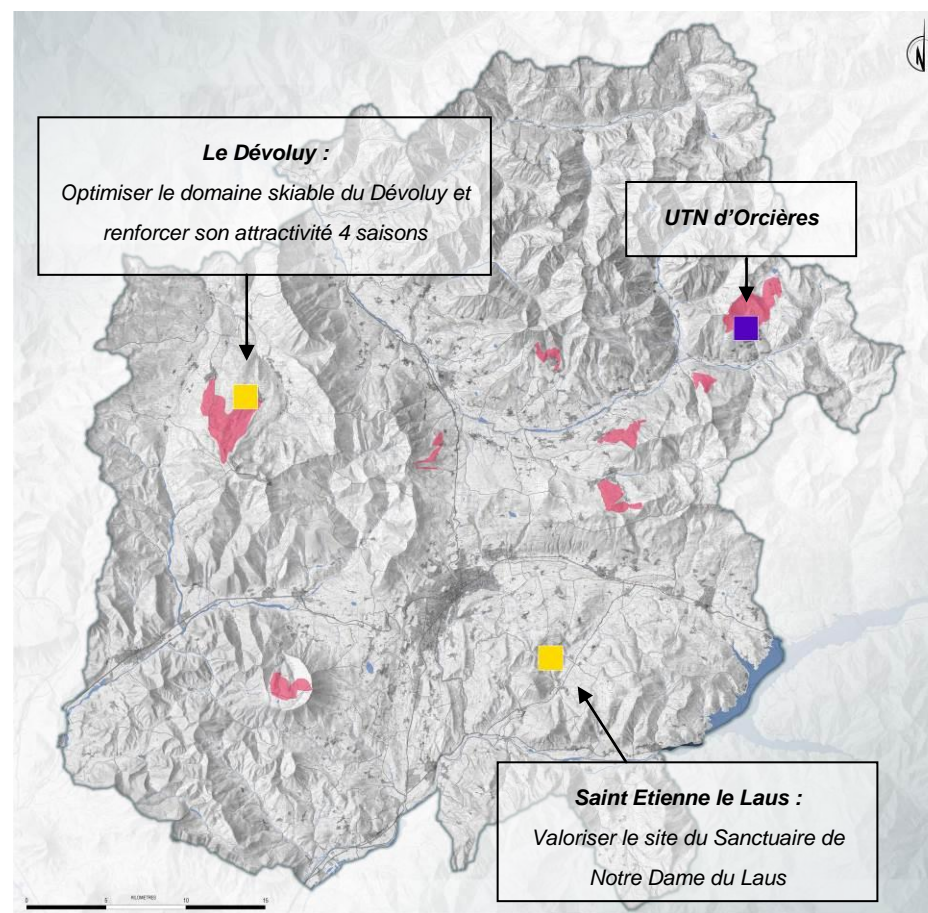 N
Le Dévoluy :
Optimiser le domaine skiable du Dévoluy et
renforcer son attractivité 4 saisons
UTN d'Orcières
Saint Etienne le Laus :
Valoriser le site du Sanctuaire de
Notre Dame du Laus
KILOMETRES
0 5 10 15